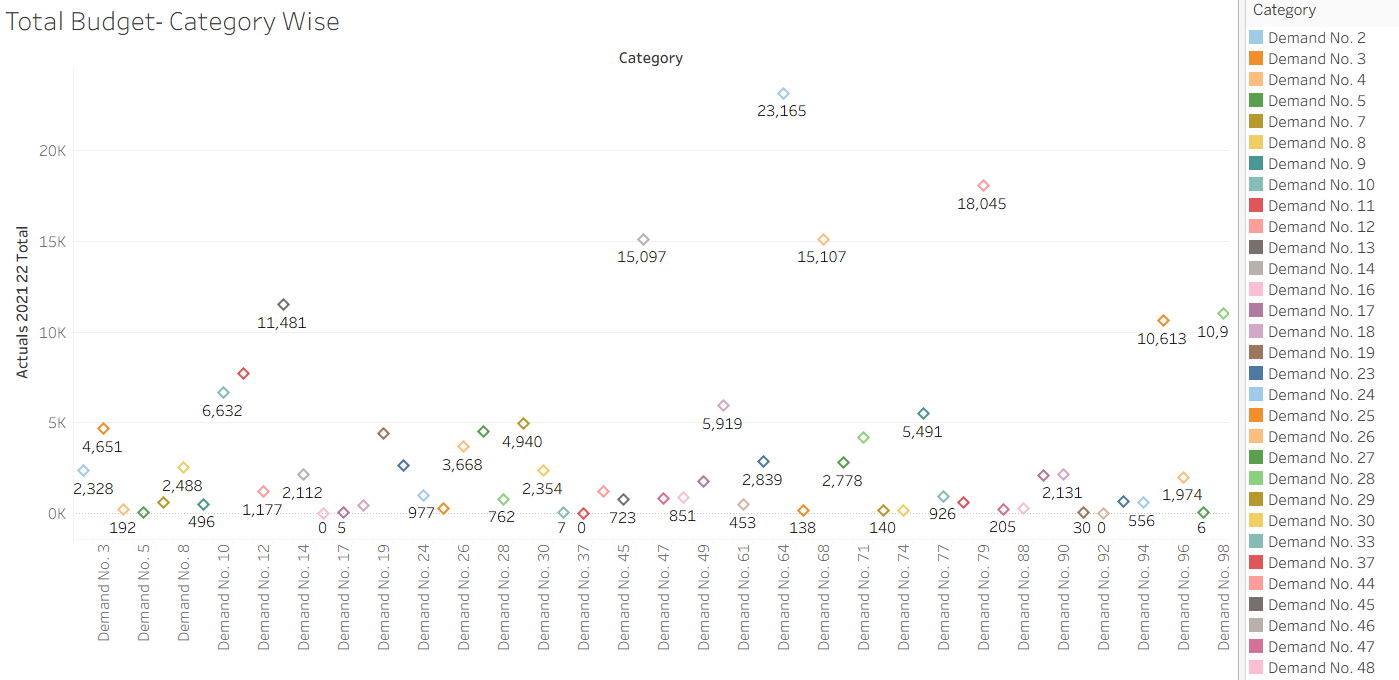 Total Budget- Category Wise
Category
Actuals 2021 22 Total
20K
15K
10K
5K
0K
23,165
18,045
15,097
15,107
11,481
10,613
10,9
6,632
5,919
5,491
4,651
4,940
3,668
2,328
2,488
2,112
2,354
2,839
2,778
2,131
1,974
192
496
1,177
0
5
977
762
7
0
723
851
453
138
140
926
205
30
0
556
6
Demand No. 3
Demand No. 5
Demand No. 8
Demand No. 10
Demand No. 12
Demand No. 14
Demand No. 17
Demand No. 19
Demand No. 24
Demand No. 26
Demand No. 28
Demand No. 30
Demand No. 37
Demand No. 45
Demand No. 47
Demand No. 49
Demand No. 61
Demand No. 64
Demand No. 68
Demand No. 71
Demand No. 74
Demand No. 77
Demand No. 79
Demand No. 88
Demand No. 90
Demand No. 92
Demand No. 94
Demand No. 96
Demand No. 98
Category
Demand No. 2
Demand No. 3
Demand No. 4
Demand No. 5
Demand No. 7
Demand No. 8
Demand No. 9
Demand No. 10
Demand No. 11
Demand No. 12
Demand No. 13
Demand No. 14
Demand No. 16
Demand No. 17
Demand No. 18
Demand No. 19
Demand No. 23
Demand No. 24
Demand No. 25
Demand No. 26
Demand No. 27
Demand No. 28
Demand No. 29
Demand No. 30
Demand No. 33
Demand No. 37
Demand No. 44
Demand No. 45
Demand No. 46
Demand No. 47
Demand No. 48